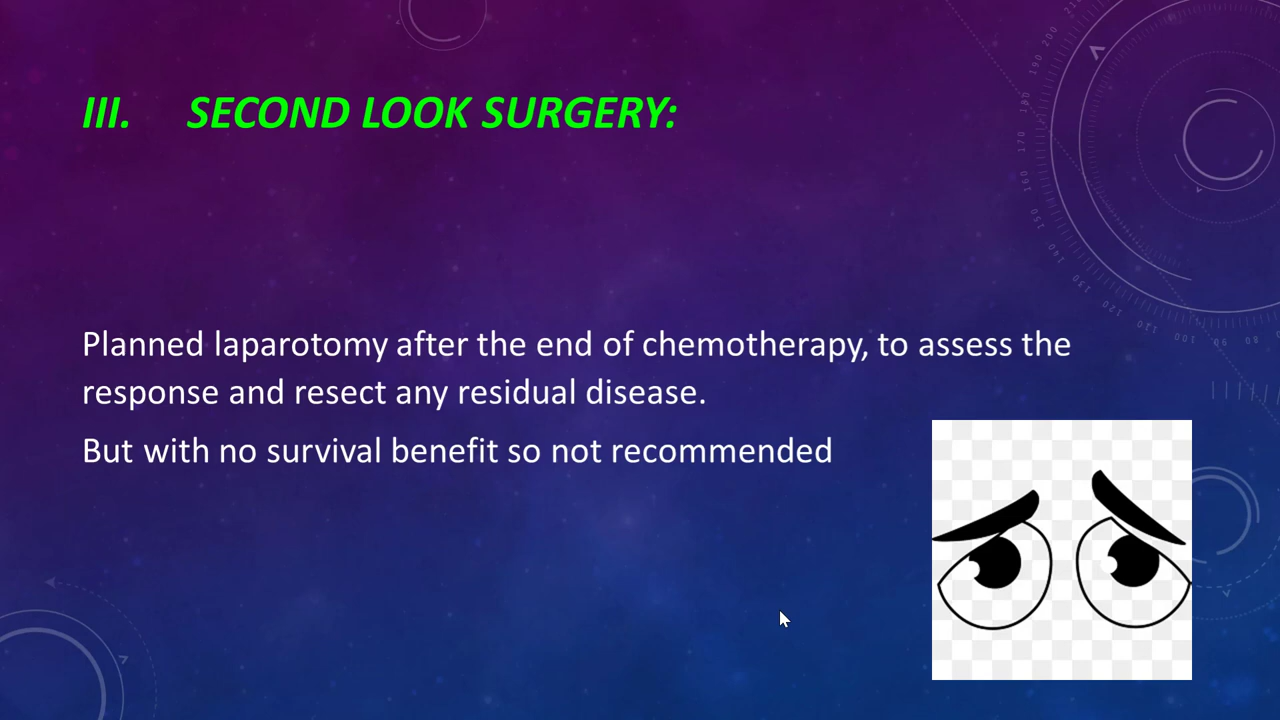 III. SECOND LOOK SURGERY:
Planned laparotomy after the end of chemotherapy, to assess the
response and resect any residual disease.
But with no survival benefit so not recommended